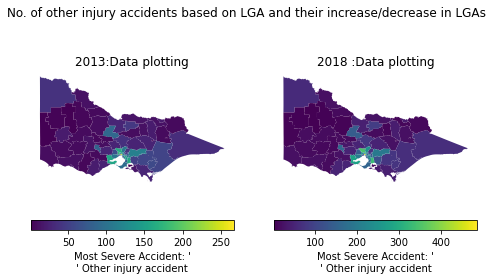 No. of other injury accidents based on LGA and their increase/decrease in LGAs
2013:Data plotting
2018 :Data plotting
50 100 150 200 250
Most Severe Accident: '
' Other injury accident
100 200 300 400
Most Severe Accident: '
' Other injury accident